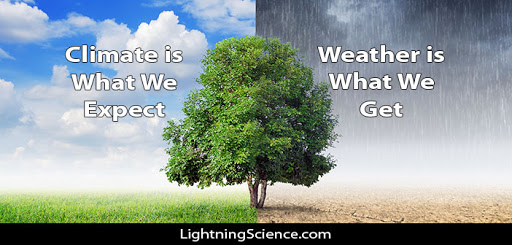 Climate is
What We
Expect
Weather is
What We
Get
LightningScience.com